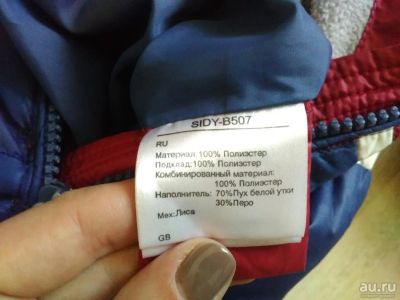 SIDY-B507
RU
Материал:100% Полиэстер
Подклад:100% Полиэстер
Комбинированный материал:
100% Полиэстер
Наполнитель: 70%Пух белой утки
30%Перо
Мех:Лиса
GB
au.ru